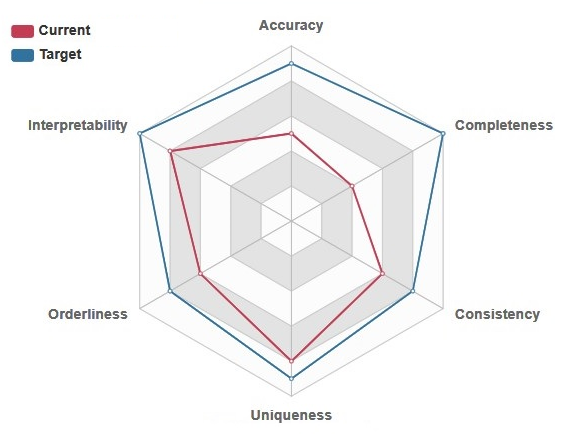 Current
Target
Accuracy
Interpretability
Completeness
Orderliness
Consistency
Uniqueness